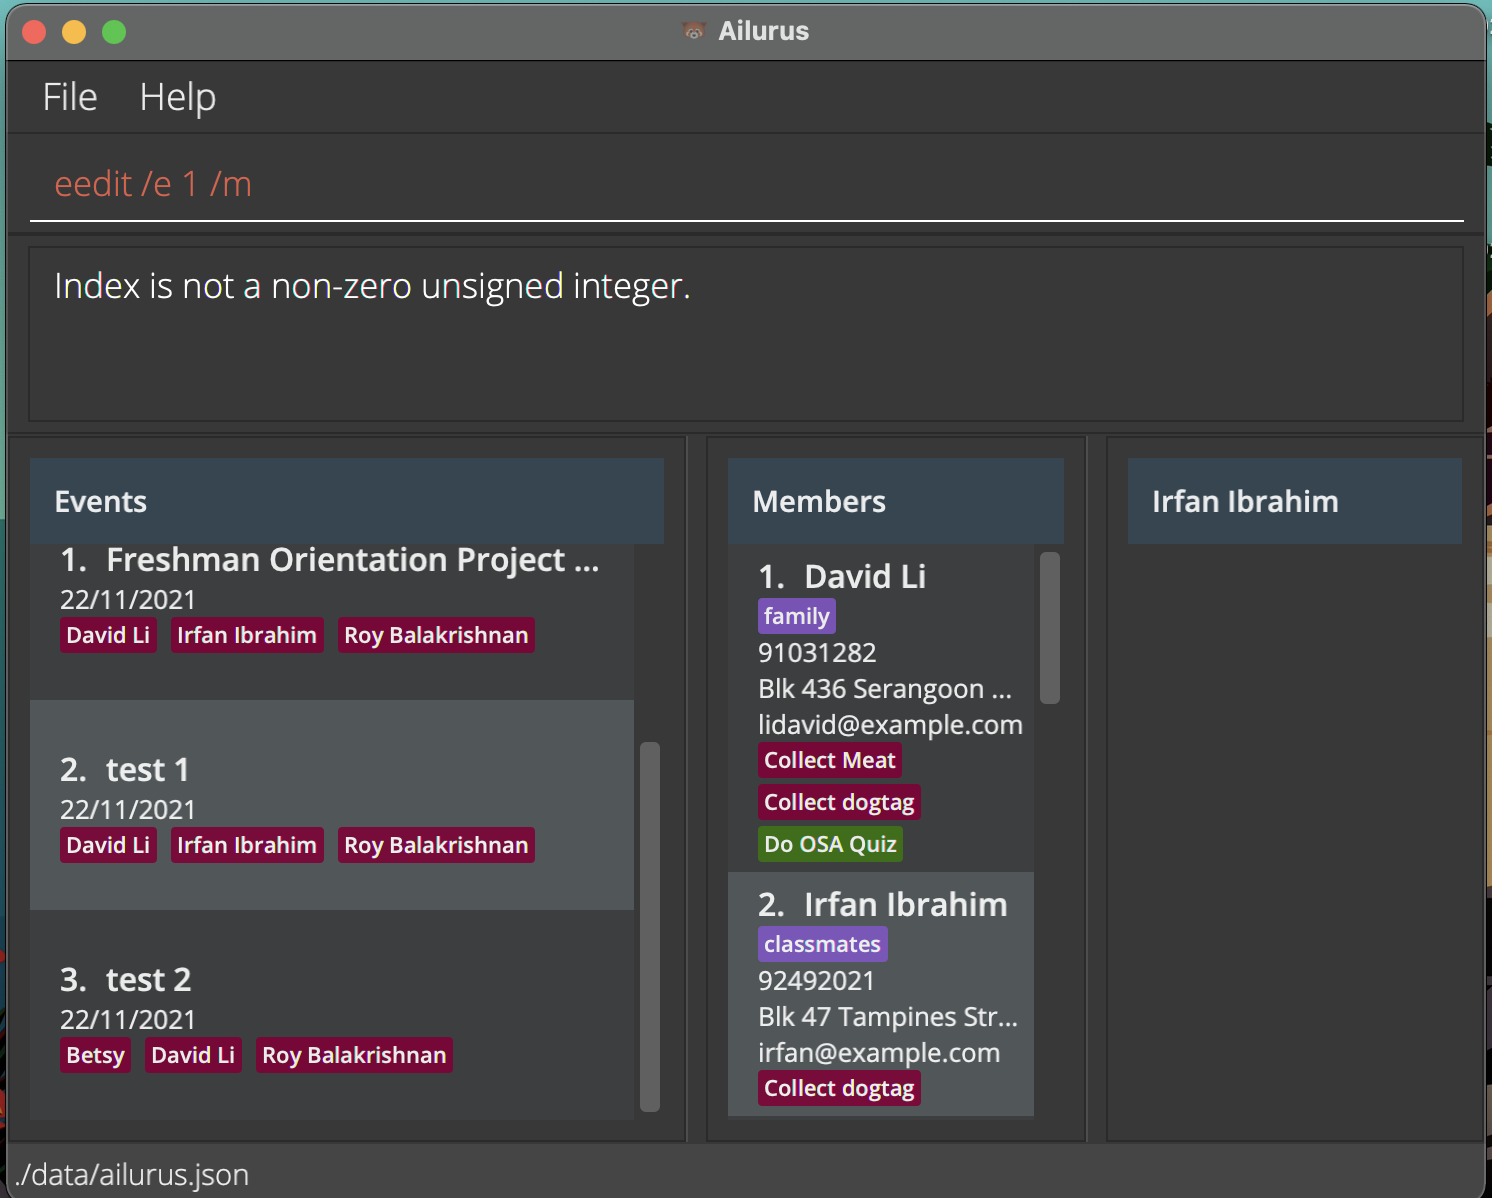 Ailurus
File Help
eedit /e 1 /m
Index is not a non-zero unsigned integer.
Events
1. Freshman Orientation Project ...
22/11/2021
David Li Irfan Ibrahim Roy Balakrishnan
2. test 1
22/11/2021
David Li Irfan Ibrahim Roy Balakrishnan
3. test 2
22/11/2021
Betsy David Li Roy Balakrishnan
Members
1. David Li
family
91031282
Blk 436 Serangoon ...
lidavid@example.com
Collect Meat
Collect dogtag
Do OSA Quiz
2. Irfan Ibrahim
classmates
92492021
Blk 47 Tampines Str...
irfan@example.com
Collect dogtag
Irfan Ibrahim
./data/ailurus.json